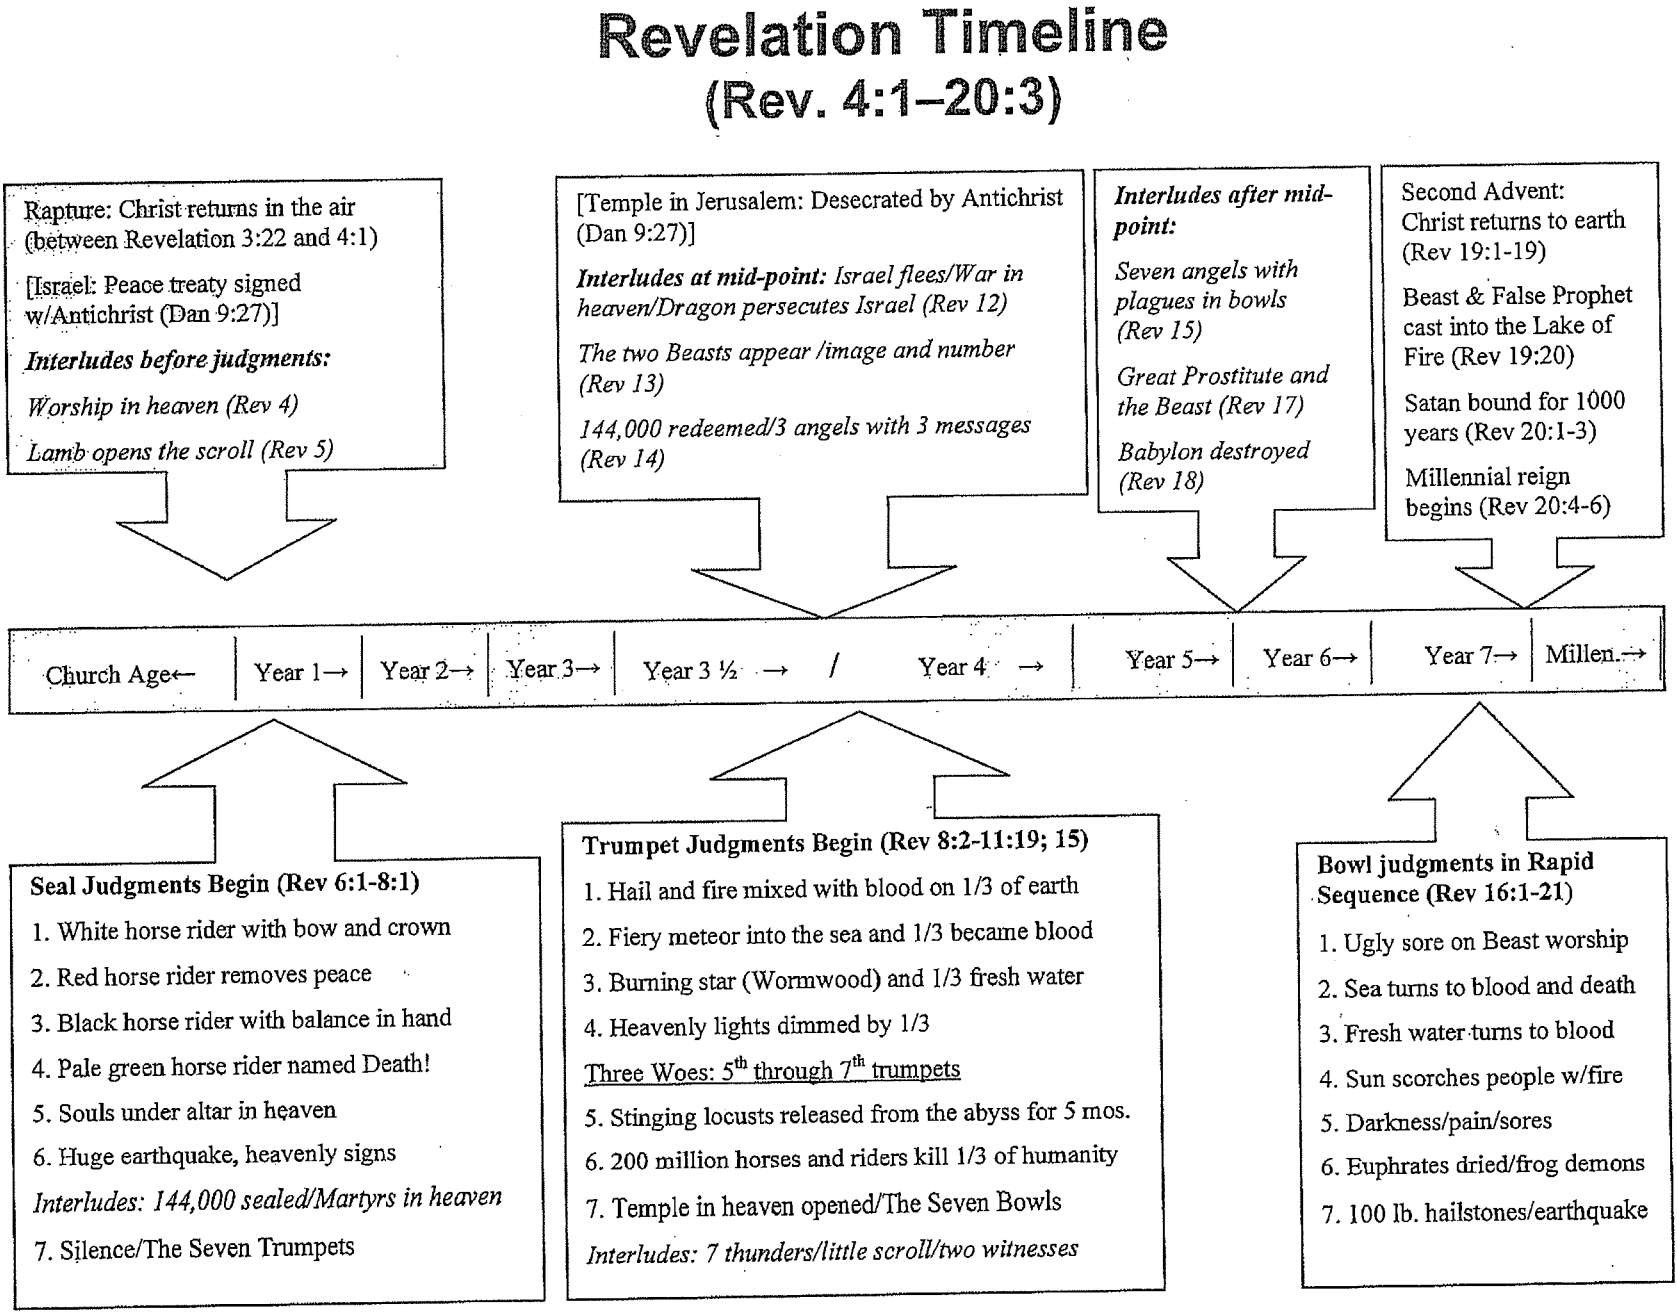 Revelation Timeline
(Rev. 4:1–20:3)
Rapture: Christ returns in the air
(between Revelation 3:22 and 4:1)
[Israel: Peace treaty signed
w/Antichrist (Dan 9:27)]
Interludes before judgments:
Worship in heaven (Rev 4)
Lamb opens the scroll (Rev 5)
[Temple in Jerusalem: Desecrated by Antichrist
(Dan 9:27)]
Interludes at mid-point: Israel flees/War in
heaven/Dragon persecutes Israel (Rev 12)
The two Beasts appear /image and number
(Rev 13)
144,000 redeemed/3 angels with 3 messages
(Rev 14)
Interludes after mid-
point:
Seven angels with
plagues in bowls
(Rev 15)
Great Prostitute and
the Beast (Rev 17)
Babylon destroyed
(Rev 18)
Second Advent:
Christ returns to earth
(Rev 19:1-19)
Beast & False Prophet
cast into the Lake of
Fire (Rev 19:20)
Satan bound for 1000
years (Rev 20:1-3)
Millennial reign
begins (Rev 20:4-6)
Church Age← Year 1→ Year 2→ Year 3→ Year 3 ½ → / Year 4 → Year 5→ Year 6→ Year 7→ Millen.→
Seal Judgments Begin (Rev 6:1-8:1)
1. White horse rider with bow and crown
2. Red horse rider removes peace
3. Black horse rider with balance in hand
4. Pale green horse rider named Death!
5. Souls under altar in heaven
6. Huge earthquake, heavenly signs
Interludes: 144,000 sealed/Martyrs in heaven
7. Silence/The Seven Trumpets
Trumpet Judgments Begin (Rev 8:2-11:19; 15)
1. Hail and fire mixed with blood on 1/3 of earth
2. Fiery meteor into the sea and 1/3 became blood
3. Burning star (Wormwood) and 1/3 fresh water
4. Heavenly lights dimmed by 1/3
Three Woes: 5th through 7th trumpets
5. Stinging locusts released from the abyss for 5 mos.
6. 200 million horses and riders kill 1/3 of humanity
7. Temple in heaven opened/The Seven Bowls
Interludes: 7 thunders/little scroll/two witnesses
Bowl judgments in Rapid
Sequence (Rev 16:1-21)
1. Ugly sore on Beast worship
2. Sea turns to blood and death
3. Fresh water turns to blood
4. Sun scorches people w/fire
5. Darkness/pain/sores
6. Euphrates dried/frog demons
7. 100 lb. hailstones/earthquake